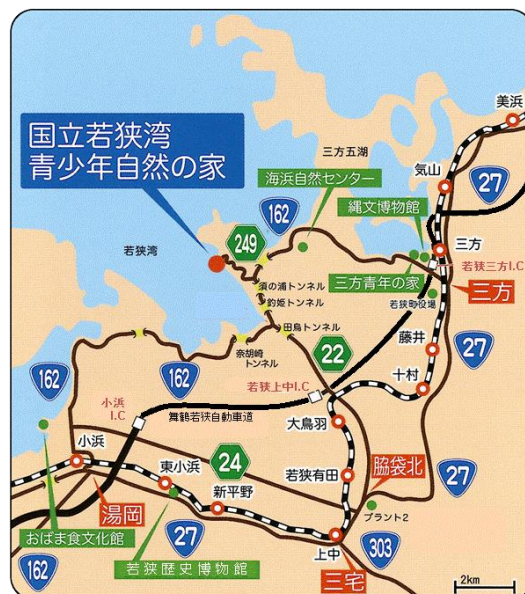 美浜
国立若狭湾
青少年自然の家
三方五湖
気山
27
海浜自然センター
162
縄文博物館
249
三方
若狭湾
若狭三方I.C
三方青年の家
三方
須の浦トンネル
釣姫トンネル
若狭町役場
田烏トンネル
藤井
22
27
奈胡崎
トンネル
162
162
若狭上中I.C
十村
小浜
I.C
舞鶴若狭自動車道
大鳥羽
小浜
24
脇袋北
東小浜
若狭有田
27
湯岡
新平野
プラント2
おばま食文化館
27
上中
303
162
若狭歴史博物館
三宅
2km